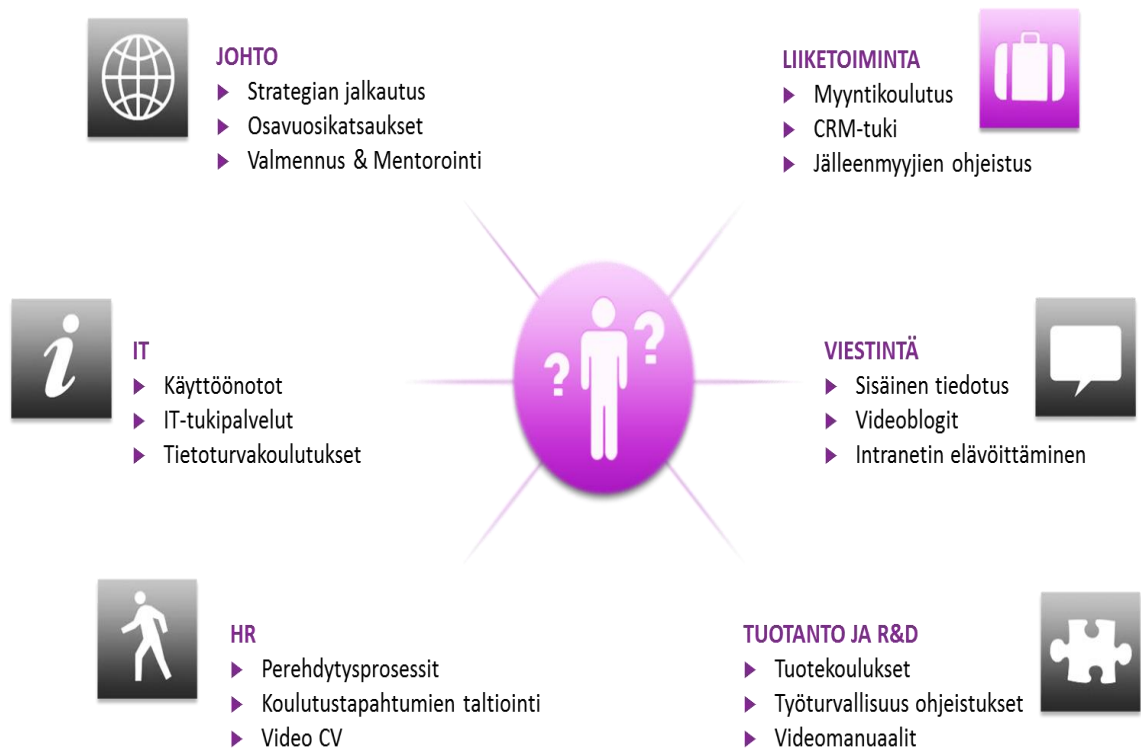 JOHTO
Strategian jalkautus
Osavuosikatsaukset
Valmennus & Mentorointi
LIIKETOIMINTA
Myyntikoulutus
CRM-tuki
Jälleenmyyjien ohjeistus
IT
Käyttöönotot
IT-tukipalvelut
Tietoturvakoulutukset
? ?
VIESTINTÄ
Sisäinen tiedotus
Videoblogit
Intranetin elävöittäminen
HR
Perehdytysprosessit
Koulutustapahtumien taltiointi
Video CV
TUOTANTO JA R&D
Tuotekoulukset
Työturvallisuus ohjeistukset
Videomanuaalit